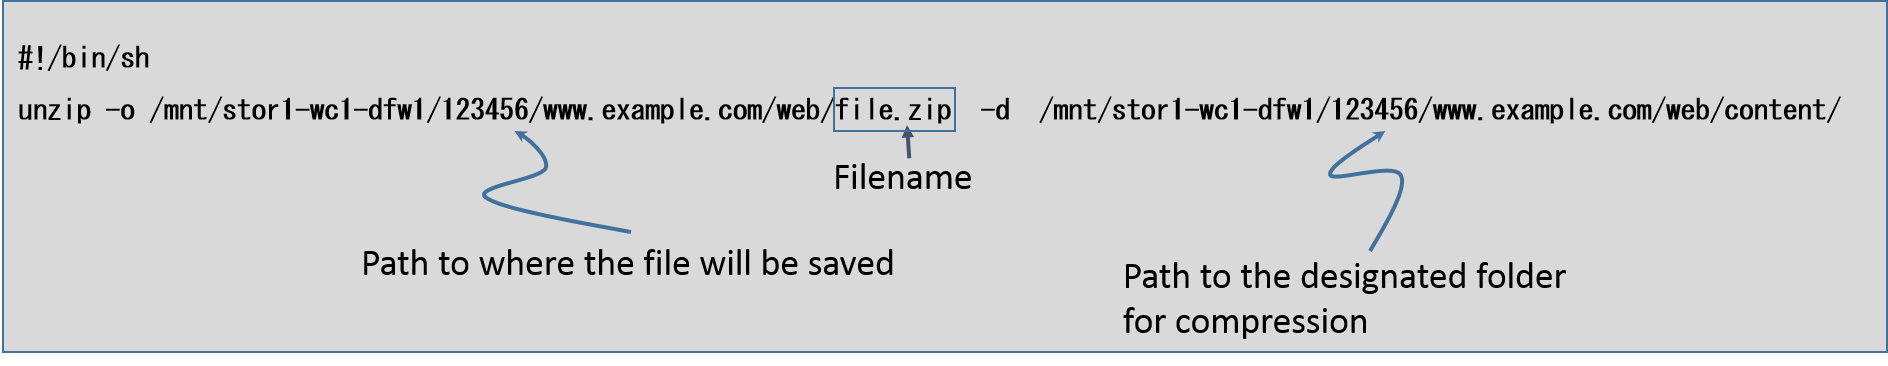 #!/bin/sh
unzip -o /mnt/stor1-wc1-dfw1/123456/www.example.com/web/file.zip -d /mnt/stor1-wc1-dfw1/123456/www.example.com/web/content/
Filename
Path to where the file will be saved
Path to the designated folder
for compression